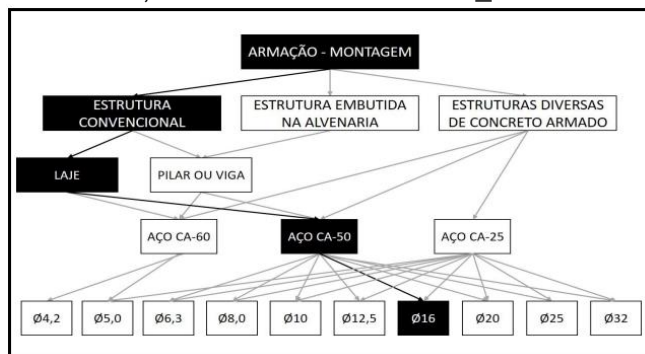 ARMAÇÃO - MONTAGEM
ESTRUTURA
CONVENCIONAL
ESTRUTURA EMBUTIDA
NA ALVENARIA
ESTRUTURAS DIVERSAS
DE CONCRETO ARMADO
LAJE
PILAR OU VIGA
AÇO CA-60
AÇO CA-50
AÇO CA-25
Ø4,2
Ø5,0
Ø6,3
Ø8,0
Ø10
Ø12,5
Ø16
Ø20
Ø25
Ø32